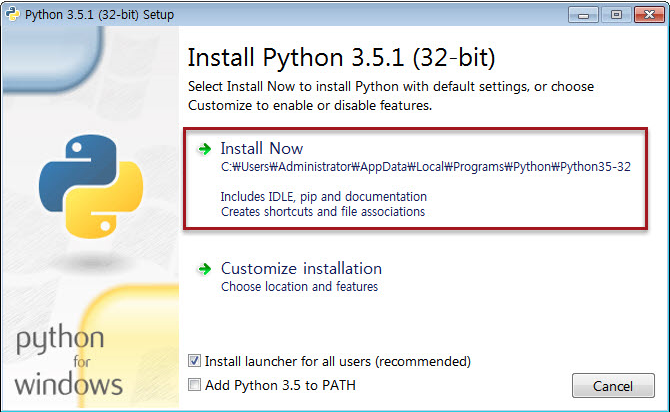 Python 3.5.1 (32-bit) Setup
Install Python 3.5.1 (32-bit)
Select Install Now to install Python with default settings, or choose
Customize to enable or disable features.
Install Now
C:₩Users₩Administrator₩AppData₩Local₩Programs₩Python₩Python35-32
Includes IDLE, pip and documentation
Creates shortcuts and file associations
Customize installation
Choose location and features
python
for
windows
Install launcher for all users (recommended)
Add Python 3.5 to PATH
Cancel